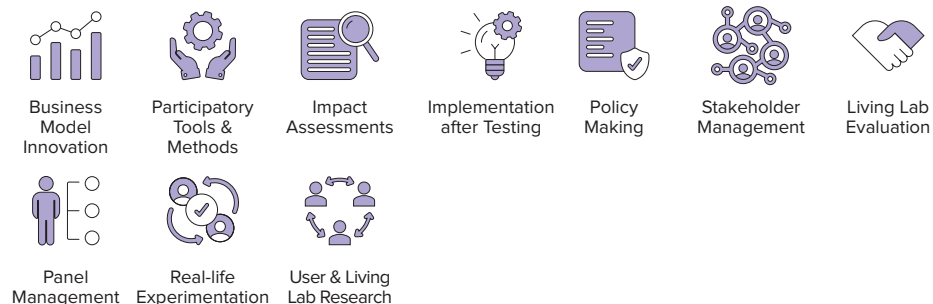 Business
Model
Innovation
Participatory
Tools &
Methods
Impact
Assessments
Implementation
after Testing
Policy
Making
Stakeholder
Management
Living Lab
Evaluation
Panel
Management
Real-life
Experimentation
User & Living
Lab Research